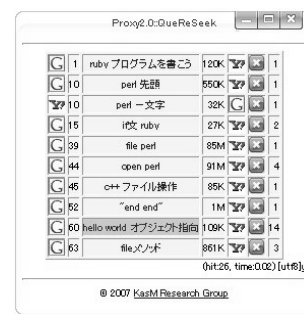 Proxy2.0::QueReSeek
G 1 ruby プログラムを書こう 120K Y? 1
G 10 perl 先頭 550K Y? 1
Y? 10 perl 一文字 32K G 1
G 15 if文 ruby 27K Y? 2
G 39 file perl 85M Y? 1
G 44 open perl 91M Y? 4
G 45 c++ ファイル操作 85K Y? 1
G 52 "end end" 1M Y? 1
G 60 hello world オブジェクト指向 109K Y? 14
G 63 fileメソッド 861K Y? 3
(hit:26, time:0.02) [utf8]y
© 2007 KasM Research Group